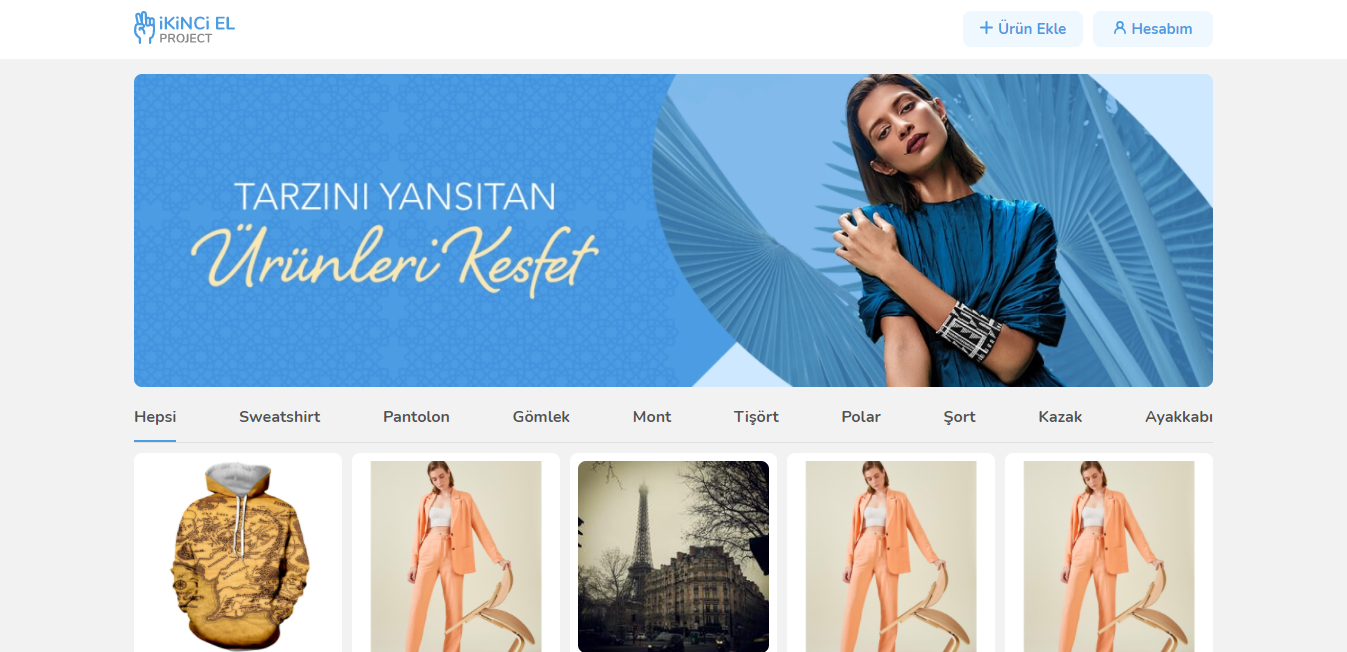 iKiNCi EL
PROJECT
Ürün Ekle
Hesabım
TARZINI YANSITAN
Ürünleri Kesfet
Hepsi
Sweatshirt
Pantolon
Gömlek
Mont
Tişört
Polar
Şort
Kazak
Ayakkabı